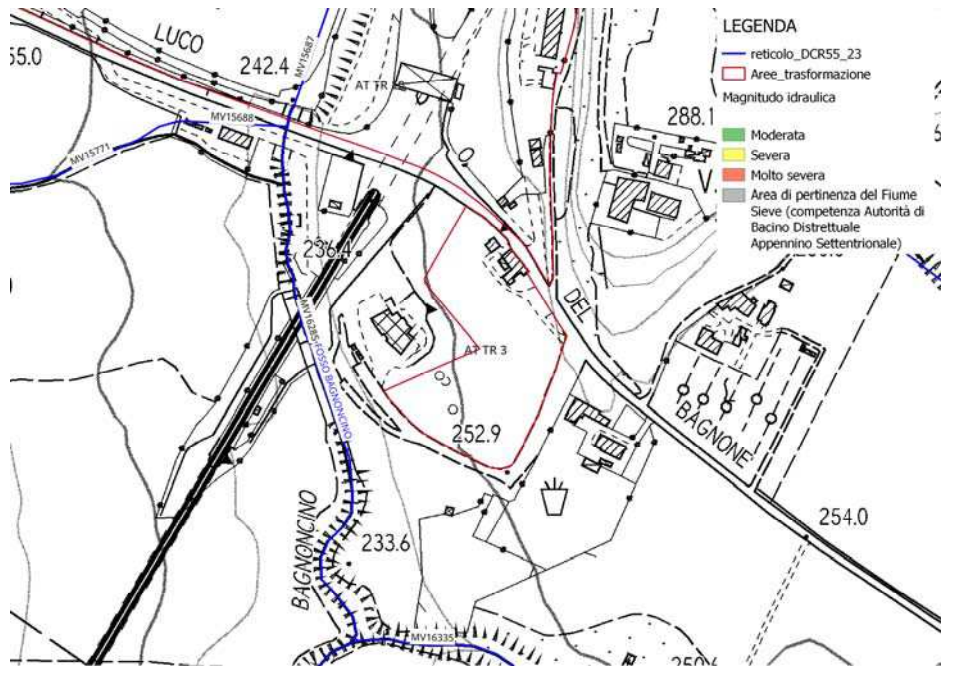 LEGENDA
reticolo_DCR55_23
Aree_trasformazione
Magnitudo idraulica
Moderata
Severa
Molto severa
Area di pertinenza del Fiume
Sieve (competenza Autorità di
Bacino Distrettuale
Appennino Settentrionale)
LUCO
55.0
242.4
MV15687
AT TR
288.1
MV15688
MV15771
236.4
DEL
MV16285-FOSSO BAGNONCINO
AT TR 3
252.9
BAGNONE
254.0
BAGNONCINO
233.6
MV16335